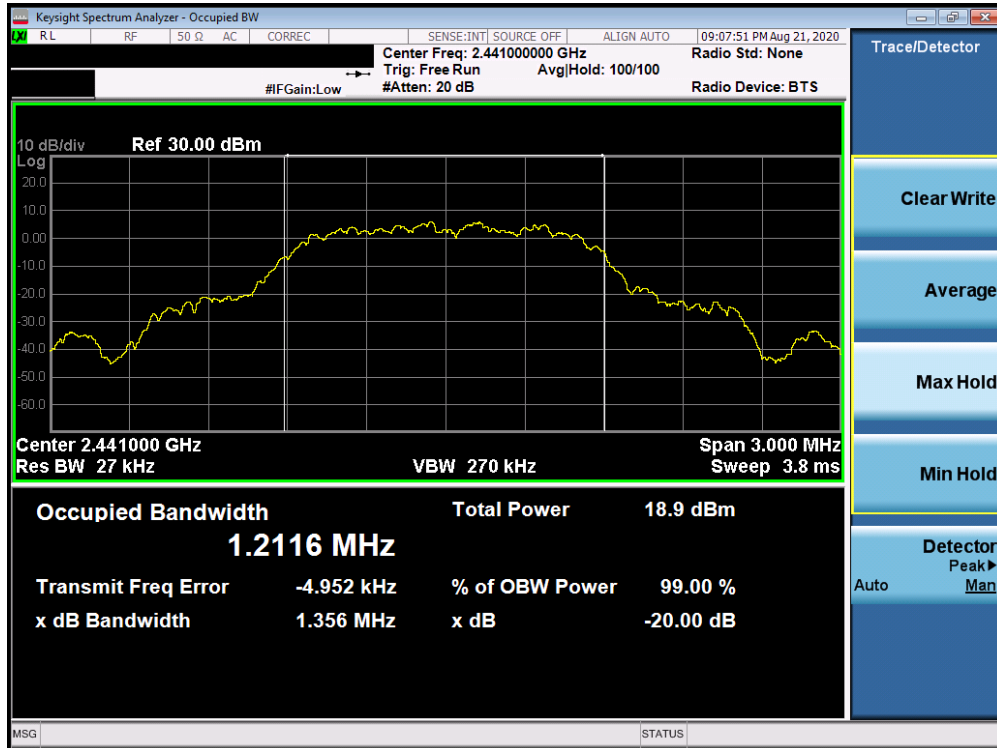 Keysight Spectrum Analyzer - Occupied BW
LXI RL RF 50 Ω AC CORREC SENSE:INT SOURCE OFF ALIGN AUTO 09:07:51 PM Aug 21, 2020
Center Freq: 2.441000000 GHz Radio Std: None
Trig: Free Run Avg|Hold: 100/100
#IFGain:Low #Atten: 20 dB Radio Device: BTS
10 dB/div Ref 30.00 dBm
Log
20.0
10.0
0.00
-10.0
-20.0
-30.0
-40.0
-50.0
-60.0
Center 2.441000 GHz Span 3.000 MHz
Res BW 27 kHz VBW 270 kHz Sweep 3.8 ms
Occupied Bandwidth Total Power 18.9 dBm
1.2116 MHz
Transmit Freq Error -4.952 kHz % of OBW Power 99.00 %
x dB Bandwidth 1.356 MHz x dB -20.00 dB
MSG STATUS
Trace/Detector
Clear Write
Average
Max Hold
Min Hold
Detector
Peak▶
Auto Man